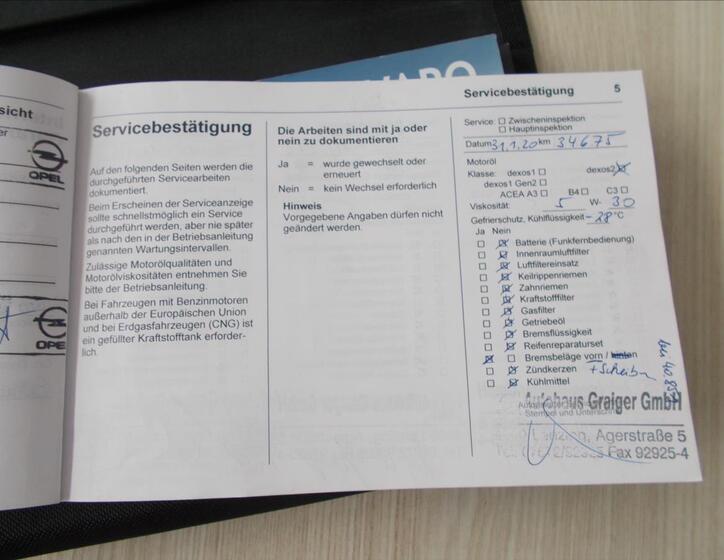 sicht
OPEL
OPE
Servicebestätigung
Auf den folgenden Seiten werden die
durchgeführten Servicearbeiten
dokumentiert.
Beim Erscheinen der Serviceanzeige
sollte schnellstmöglich ein Service
durchgeführt werden, aber nie später
als nach den in der Betriebsanleitung
genannten Wartungsintervallen.
Zulässige Motorölqualitäten und
Motorölviskositäten entnehmen Sie
bitte der Betriebsanleitung.
Bei Fahrzeugen mit Benzinmotoren
außerhalb der Europäischen Union
und bei Erdgasfahrzeugen (CNG) ist
ein gefüllter Kraftstofftank erforder-
lich.
Die Arbeiten sind mit ja oder
nein zu dokumentieren
Ja = wurde gewechselt oder
erneuert
Nein = kein Wechsel erforderlich
Hinweis
Vorgegebene Angaben dürfen nicht
geändert werden.
Servicebestätigung 5
Service: Zwischeninspektion
Hauptinspektion
Datum 31.1.20 km 34675
Motoröl
Klasse: dexos1 dexos2
dexos1 Gen2
ACEA A3 B4 C3
Viskosität: 5 W- 30
Gefrierschutz, Kühlflüssigkeit -28 °C
Ja Nein
Batterie (Funkfernbedienung)
Innenraumluftfilter
Luftfiltereinsatz
Keilrippenriemen
Zahnriemen
Kraftstofffilter
Gasfilter
Getriebeöl
Bremsflüssigkeit
Reifenreparaturset
Bremsbeläge vorn / hinten
Zündkerzen + Scheiben
Kühlmittel
Autohaus Graiger GmbH
Stempel und Unterschrift
Agerstraße 5
Fax 92925-4